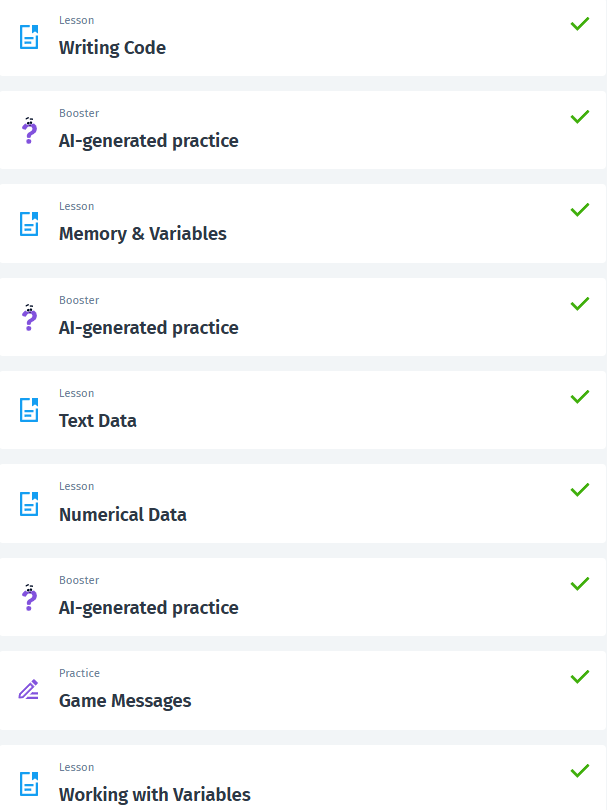 Lesson
Writing Code
Booster
AI-generated practice
Lesson
Memory & Variables
Booster
AI-generated practice
Lesson
Text Data
Lesson
Numerical Data
Booster
AI-generated practice
Practice
Game Messages
Lesson
Working with Variables